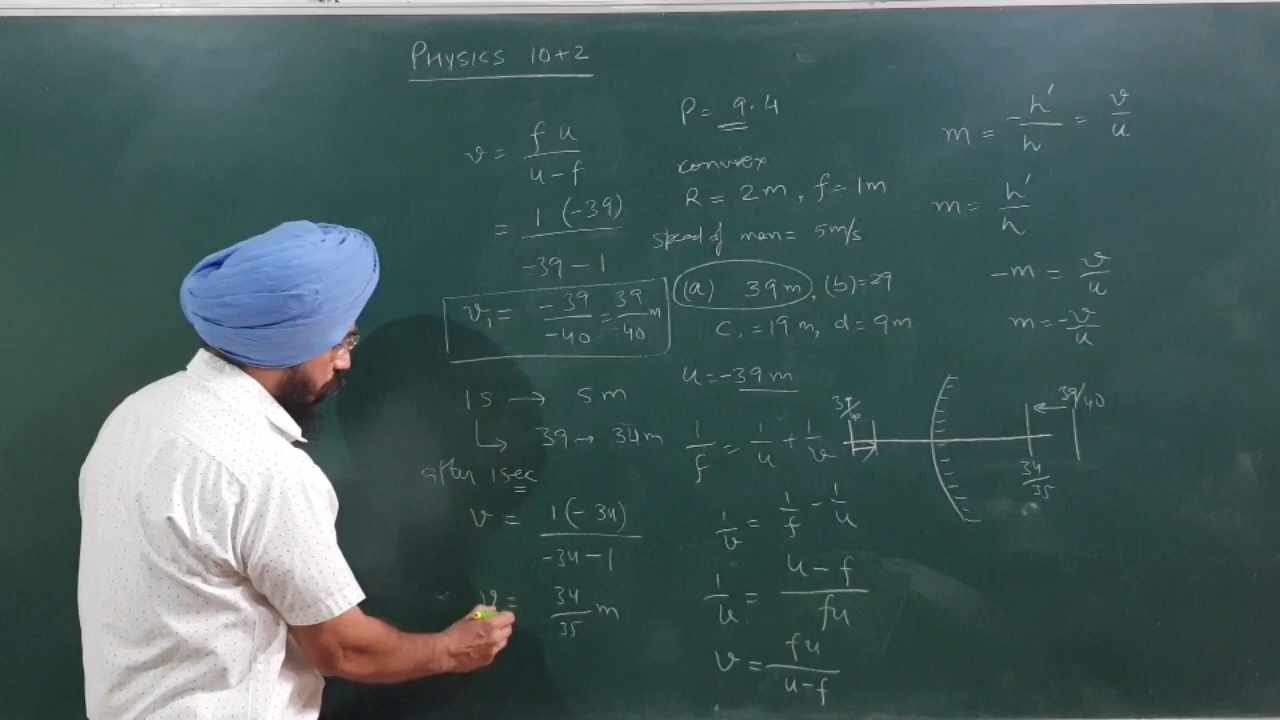 PHYSICS 10+2
v = f u / u-f
= 1 (-39) / -39-1
v₁ = -39 / -40 = 39 / 40 m
1s → 5m
↳ 39 → 34m
after 1sec
v = 1(-34) / -34-1
v = 34 / 35 m
P = 9.4
convex
R = 2m, f = 1m
speed of man = 5m/s
(a) 39m, (b) = 29
c, = 19m, d = 9m
u = -39m
1/f = 1/u + 1/v
1/v = 1/f - 1/u
1/u = u-f / fu
v = fu / u-f
m = -h'/h = v/u
m = h'/h
-m = v/u
m = -v/u
39/40
34/35